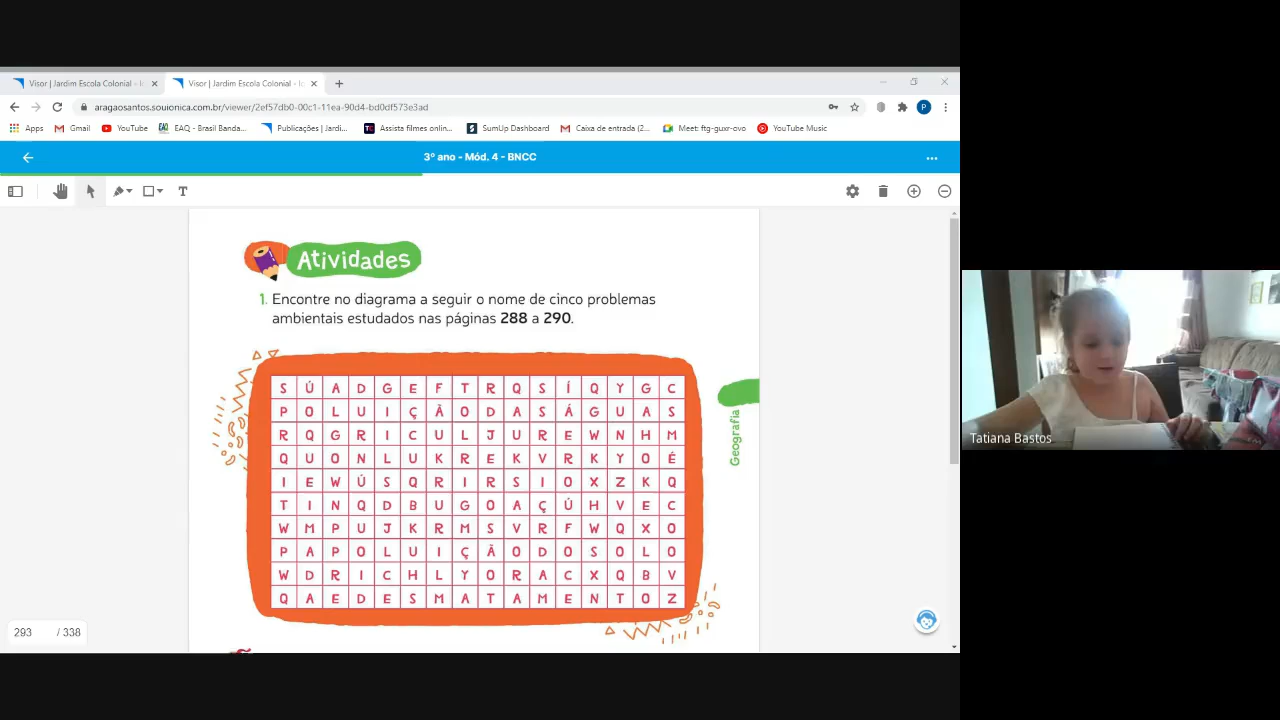 Visor | Jardim Escola Colonial - Io
Visor | Jardim Escola Colonial - Io
aragaosantos.souionica.com.br/viewer/2ef57db0-00c1-11ea-90d4-bd0df573e3ad
P
Apps Gmail YouTube EAQ - Brasil Banda... Publicações | Jardi... Assista filmes onlin... SumUp Dashboard Caixa de entrada (2... Meet: ftg-guxr-ovo YouTube Music
3º ano - Mód. 4 - BNCC
T
Atividades
1. Encontre no diagrama a seguir o nome de cinco problemas
ambientais estudados nas páginas 288 a 290.
S Ú A D G E F T R Q S Í Q Y G C
P O L U I Ç Ã O D A S Á G U A S
R Q G R I C U L J U R E W N H M
Q U O N L U K R E K V R K Y O É
I E W Ú S Q R I R S I O X Z K Q
T I N Q D B U G O A Ç Ú H V E C
W M P U J K R M S V R F W Q X O
P A P O L U I Ç Ã O D O S O L O
W D R I C H L Y O R A C X Q B V
Q A E D E S M A T A M E N T O Z
Geografia
Tatiana Bastos
293 / 338